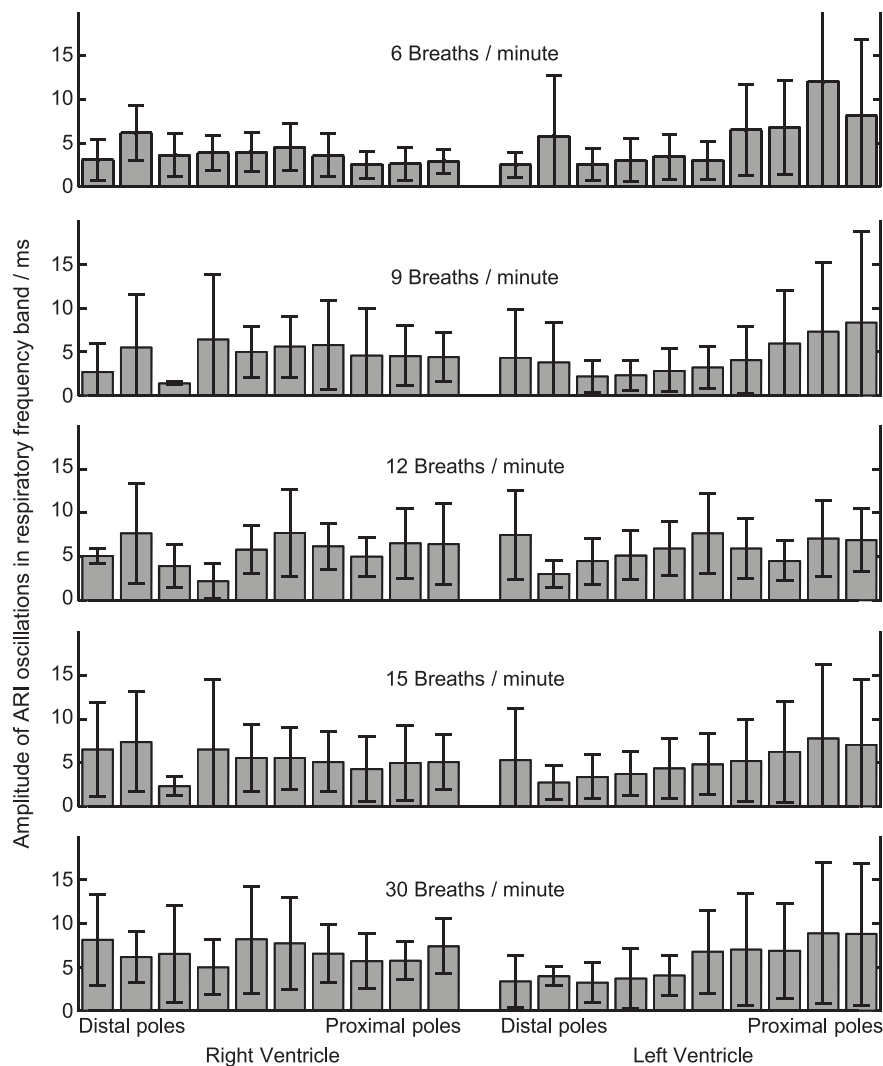 Amplitude of ARI oscillations in respiratory frequency band / ms
6 Breaths / minute
15
10
5
0
9 Breaths / minute
15
10
5
0
12 Breaths / minute
15
10
5
0
15 Breaths / minute
15
10
5
0
30 Breaths / minute
15
10
5
0
Distal poles Proximal poles Distal poles Proximal poles
Right Ventricle Left Ventricle